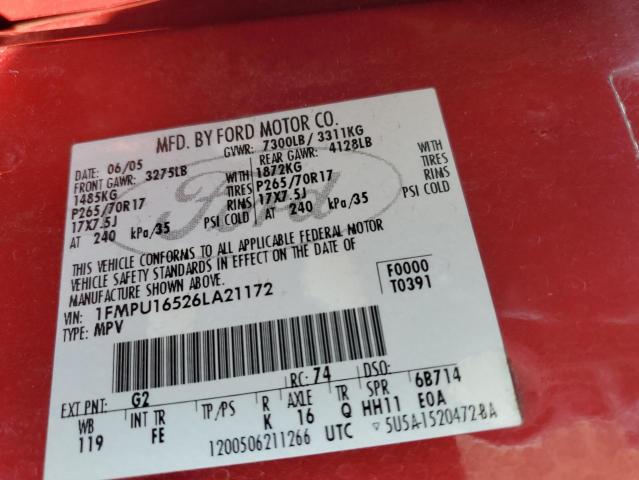 MFD. BY FORD MOTOR CO.
DATE: 06/05 GVWR: 7300LB/ 3311KG
FRONT GAWR: 3275LB REAR GAWR: 4128LB
1485KG WITH 1872KG WITH
P265/70R17 TIRES P265/70R17 TIRES
17X7.5J RIMS 17X7.5J RIMS
AT 240 kPa/35 PSI COLD AT 240 kPa/35 PSI COLD
THIS VEHICLE CONFORMS TO ALL APPLICABLE FEDERAL MOTOR
VEHICLE SAFETY STANDARDS IN EFFECT ON THE DATE OF
MANUFACTURE SHOWN ABOVE.
VIN: 1FMPU16526LA21172 F0000
TYPE: MPV T0391
EXT PNT: G2 RC: 74 DSO:
WB INT TR TP/PS R AXLE TR SPR 6B714
119 FE K 16 Q HH11 E0A
1200506211266 UTC ▽ 5U5A-1520472-BA
Ford